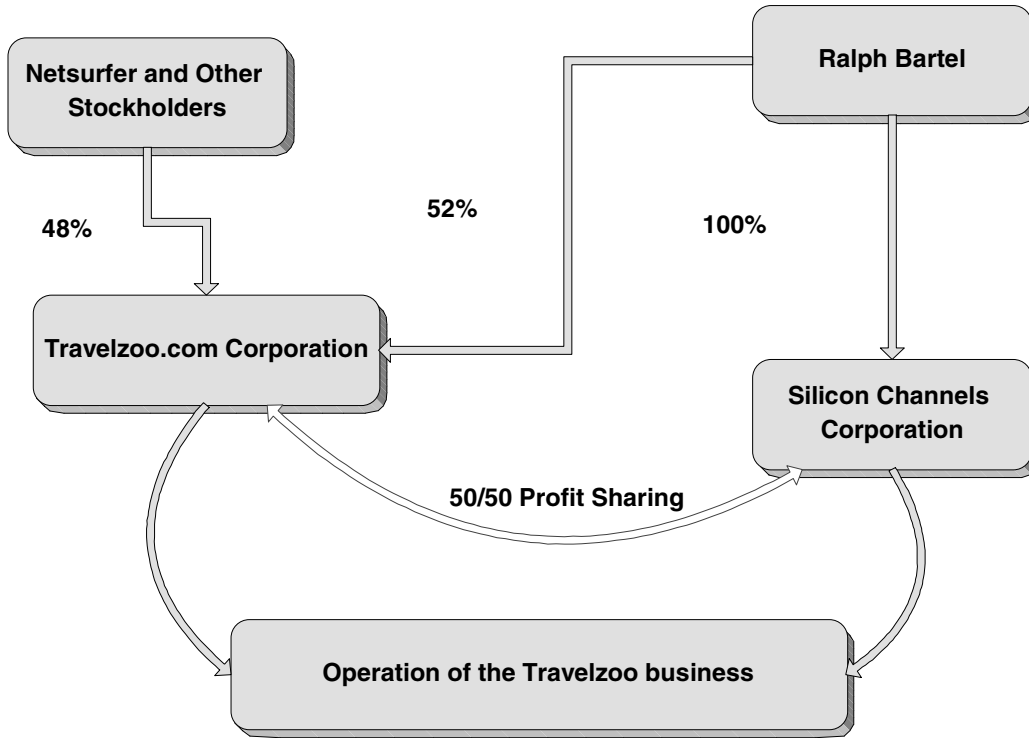 Netsurfer and Other
Stockholders
Ralph Bartel
48%
52%
100%
Travelzoo.com Corporation
Silicon Channels
Corporation
50/50 Profit Sharing
Operation of the Travelzoo business